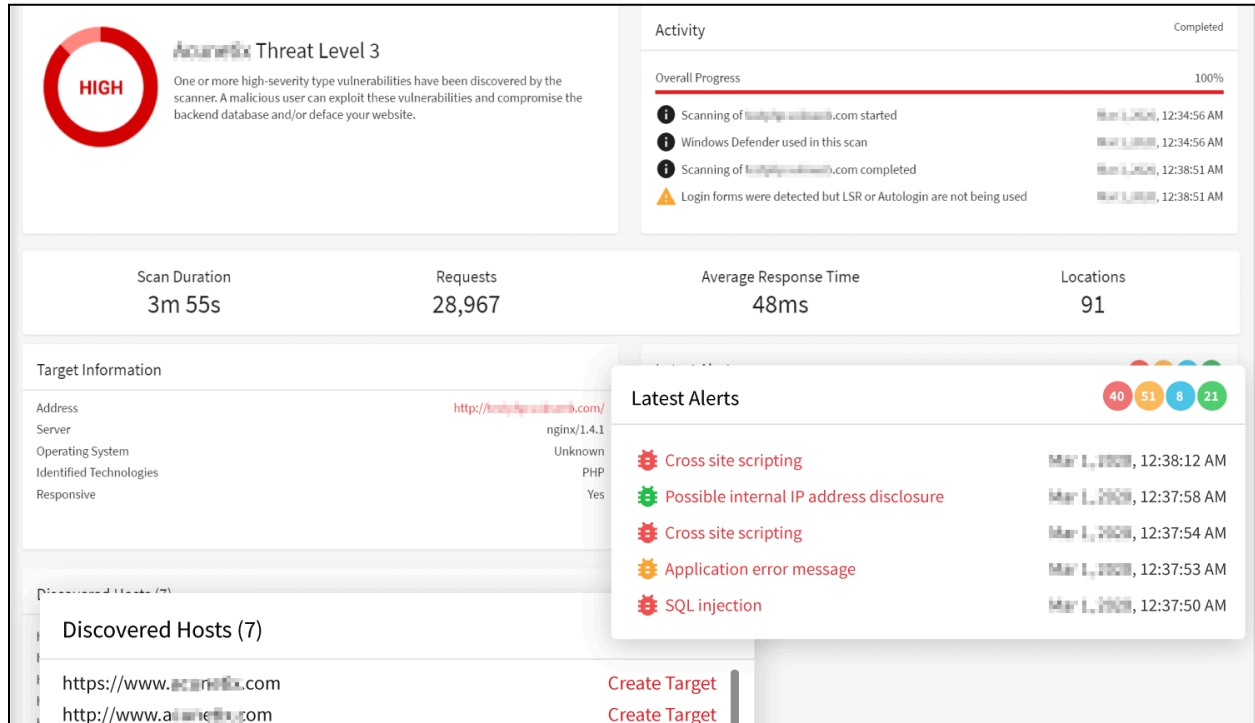 HIGH
Threat Level 3
One or more high-severity type vulnerabilities have been discovered by the
scanner. A malicious user can exploit these vulnerabilities and compromise the
backend database and/or deface your website.
Activity
Completed
Overall Progress
100%
Scanning of .com started
, 12:34:56 AM
Windows Defender used in this scan
, 12:34:56 AM
Scanning of .com completed
, 12:38:51 AM
Login forms were detected but LSR or Autologin are not being used
, 12:38:51 AM
Scan Duration
3m 55s
Requests
28,967
Average Response Time
48ms
Locations
91
Target Information
Address
http:// .com/
Server
nginx/1.4.1
Operating System
Unknown
Identified Technologies
PHP
Responsive
Yes
Latest Alerts
40 51 8 21
Cross site scripting
, 12:38:12 AM
Possible internal IP address disclosure
, 12:37:58 AM
Cross site scripting
, 12:37:54 AM
Application error message
, 12:37:53 AM
SQL injection
, 12:37:50 AM
Discovered Hosts (7)
https://www. .com
Create Target
http://www.a com
Create Target